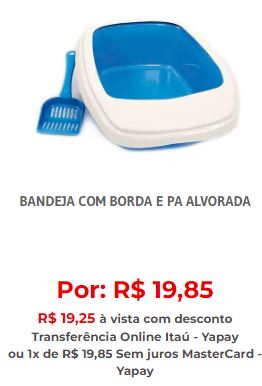 BANDEJA COM BORDA E PA ALVORADA
Por: R$ 19,85
R$ 19,25 à vista com desconto
Transferência Online Itaú - Yapay
ou 1x de R$ 19,85 Sem juros MasterCard -
Yapay